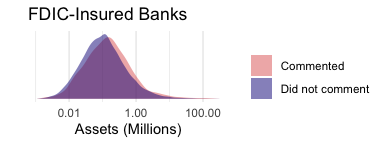 FDIC-Insured Banks
Commented
Did not comment
0.01 1.00 100.00
Assets (Millions)